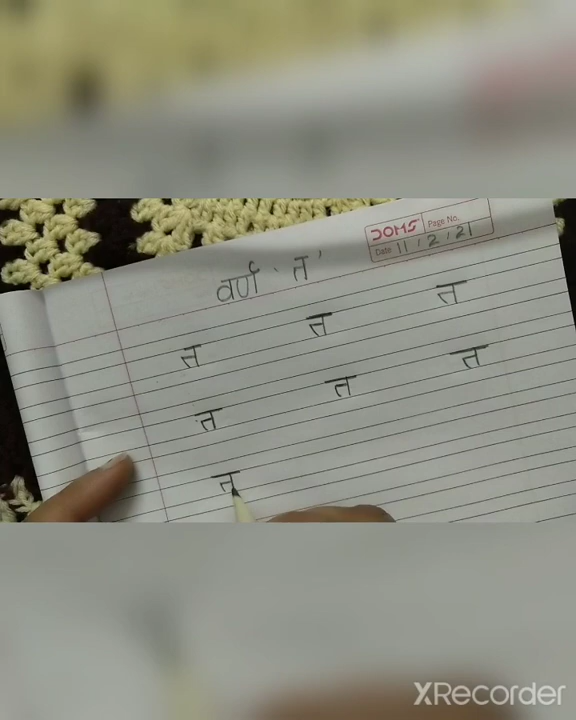 DOMS Page No.
Date 11.2.21
वर्ण 'त'
त त त
त त त
त
XRecorder